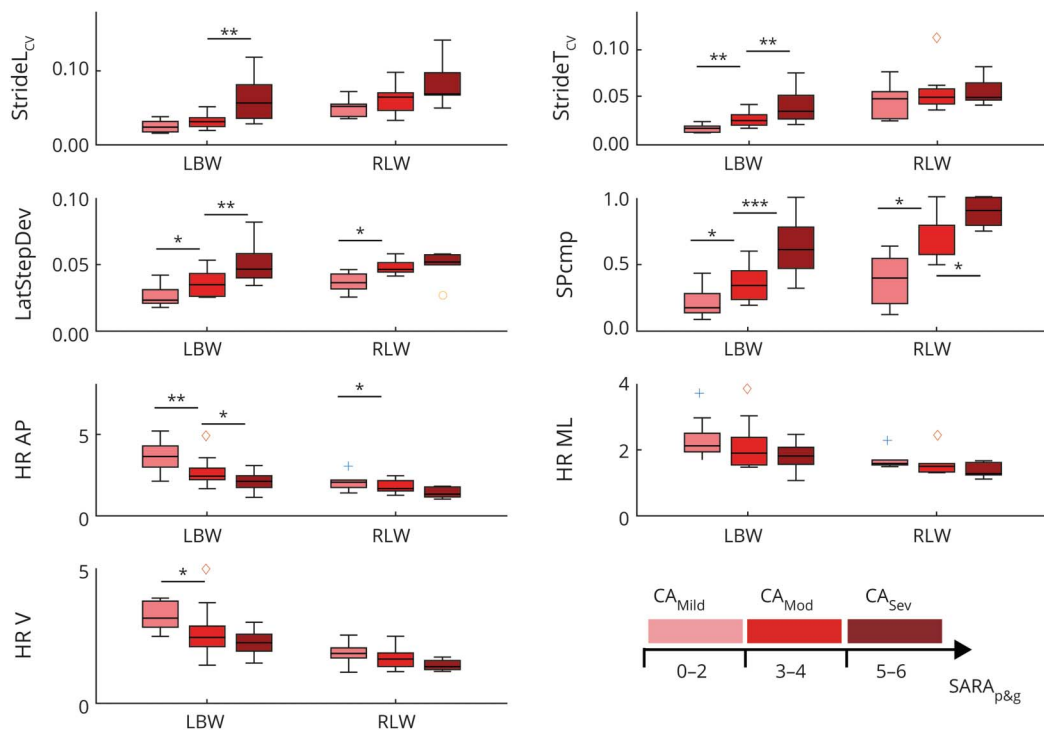 StrideL_CV
**
0.10
0.00
LBW RLW
StrideT_CV
** **
0.10
0.05
0.00
LBW RLW
LatStepDev
* ** *
0.10
0.05
0.00
LBW RLW
SPcmp
* *** * *
1.0
0.5
0.0
LBW RLW
HR AP
** * *
5
0
LBW RLW
HR ML
4
2
0
LBW RLW
HR V
*
5
0
LBW RLW
CA_Mild CA_Mod CA_Sev
0–2 3–4 5–6
SARA_p&g